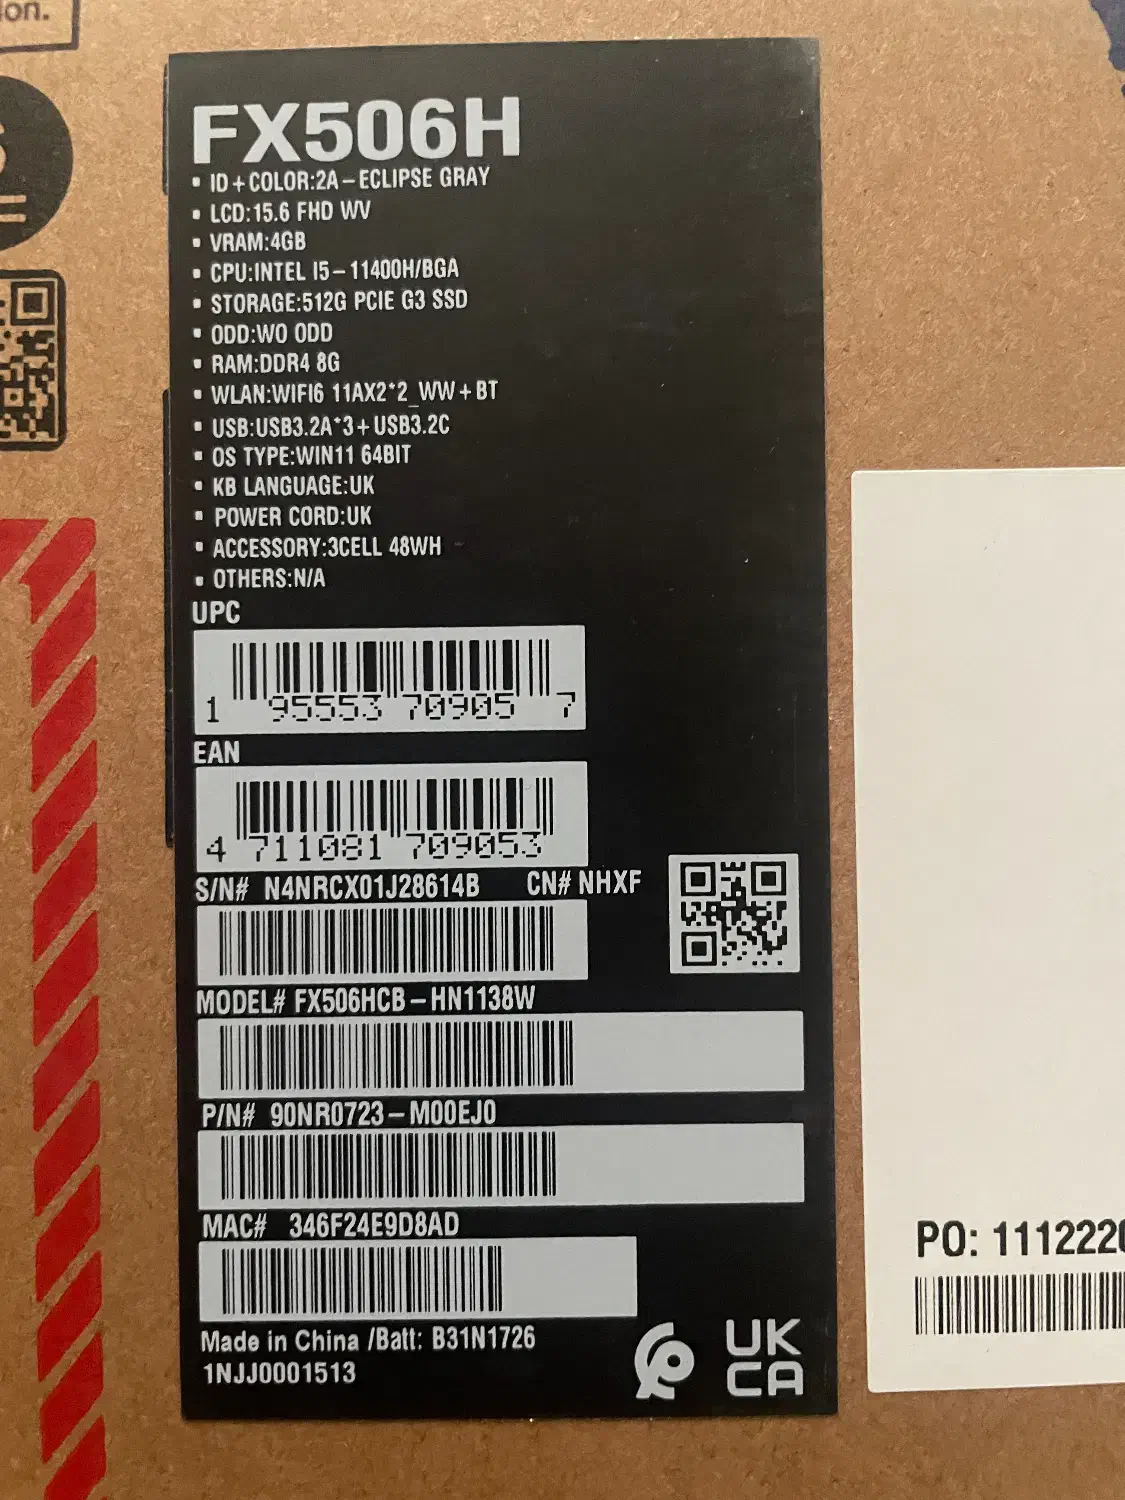 FX506H
▪ ID+COLOR:2A-ECLIPSE GRAY
▪ LCD:15.6 FHD WV
▪ VRAM:4GB
▪ CPU:INTEL I5-11400H/BGA
▪ STORAGE:512G PCIE G3 SSD
▪ ODD:WO ODD
▪ RAM:DDR4 8G
▪ WLAN:WIFI6 11AX2*2_WW+BT
▪ USB:USB3.2A*3+USB3.2C
▪ OS TYPE:WIN11 64BIT
▪ KB LANGUAGE:UK
▪ POWER CORD:UK
▪ ACCESSORY:3CELL 48WH
▪ OTHERS:N/A
UPC
1 95553 70905 7
EAN
4 711081 709053
S/N# N4NRCX01J28614B CN# NHXF
MODEL# FX506HCB-HN1138W
P/N# 90NR0723-M00EJ0
MAC# 346F24E9D8AD
Made in China /Batt: B31N1726
1NJJ0001513
UK
CA
PO: 1112220